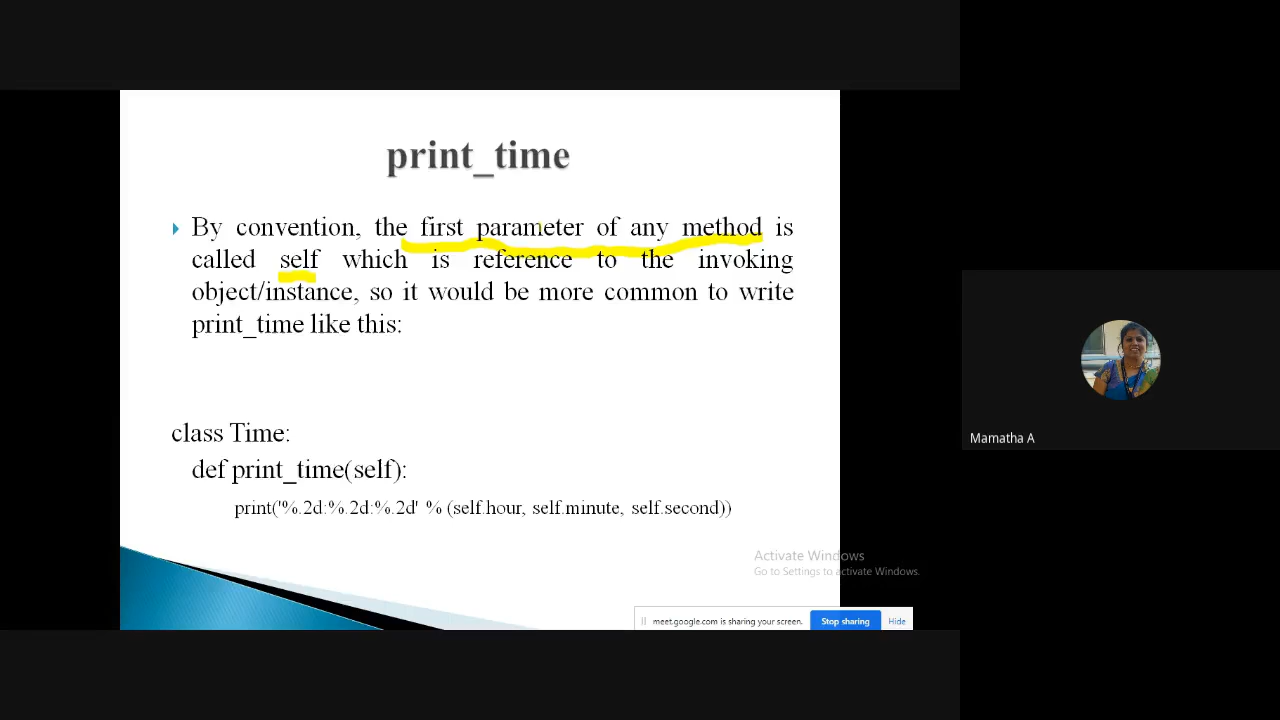 print_time
By convention, the first parameter of any method is
called self which is reference to the invoking
object/instance, so it would be more common to write
print_time like this:
class Time:
def print_time(self):
print('%.2d:%.2d:%.2d' % (self.hour, self.minute, self.second))
Mamatha A
Activate Windows
Go to Settings to activate Windows.
meet.google.com is sharing your screen.
Stop sharing
Hide